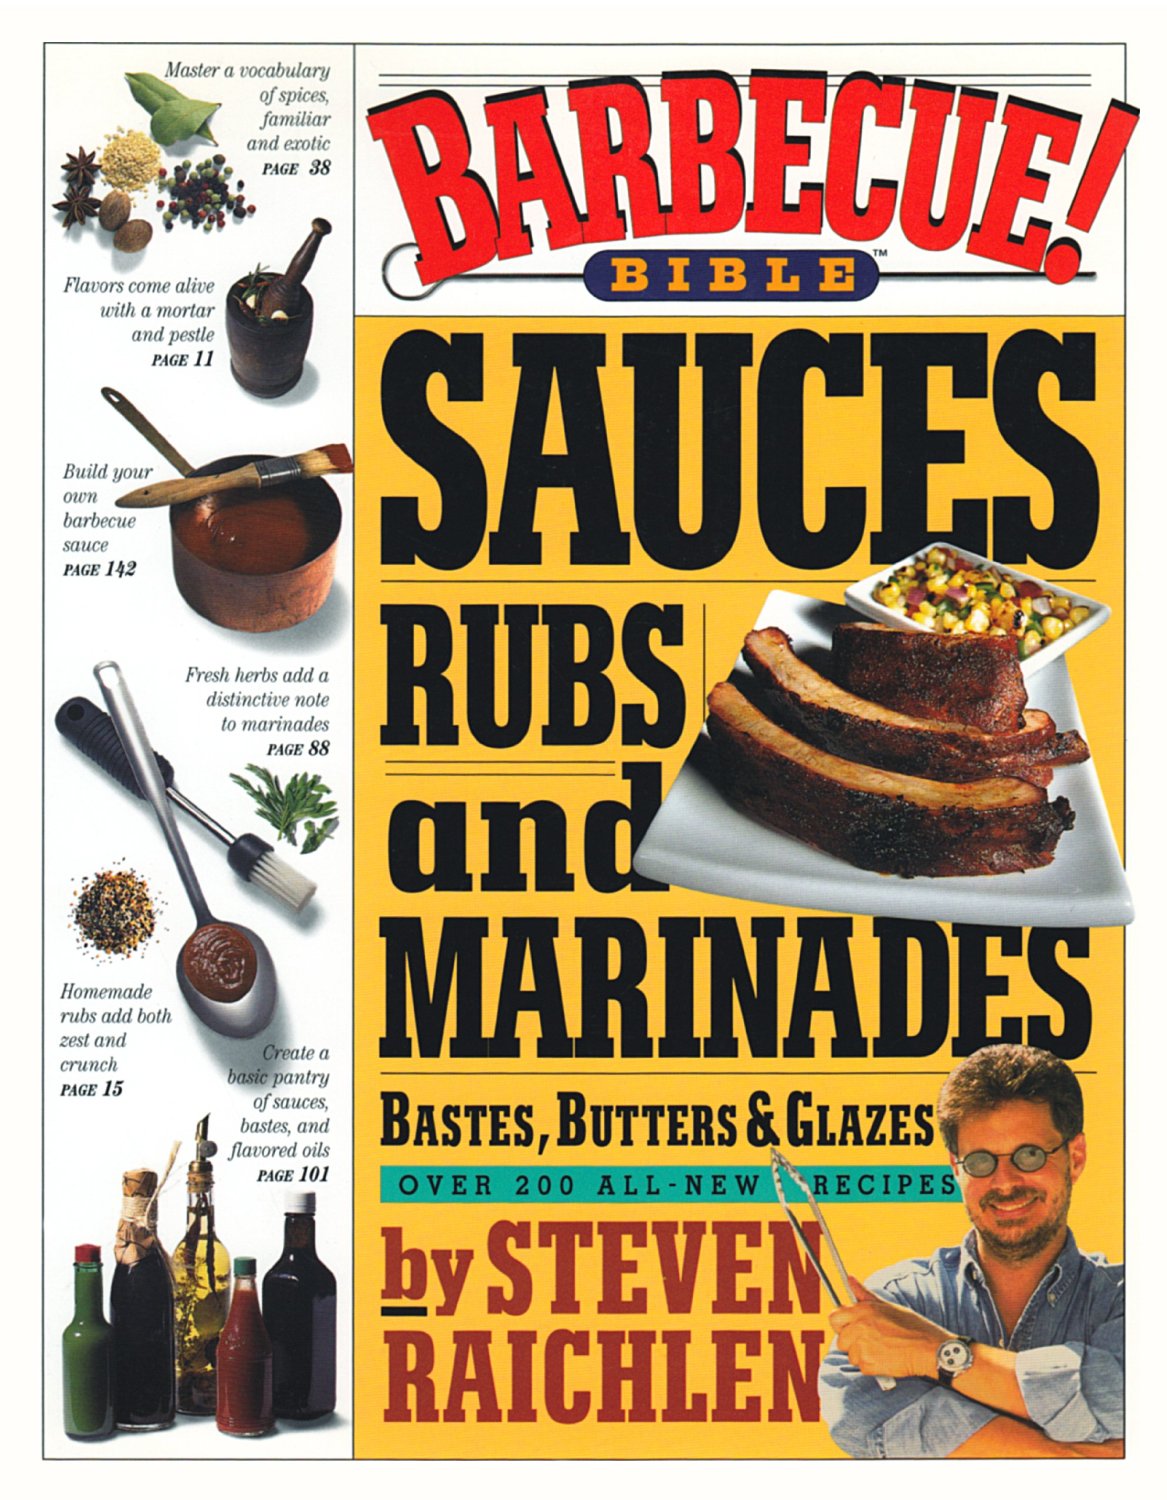 Master a vocabulary
of spices,
familiar
and exotic
PAGE 38
Flavors come alive
with a mortar
and pestle
PAGE 11
Build your
own
barbecue
sauce
PAGE 142
Fresh herbs add a
distinctive note
to marinades
PAGE 88
Homemade
rubs add both
zest and
crunch
PAGE 15
Create a
basic pantry
of sauces,
bastes, and
flavored oils
PAGE 101
BARBECUE!
BIBLE™
SAUCES
RUBS
and
MARINADES
BASTES, BUTTERS & GLAZES
OVER 200 ALL-NEW RECIPES
by STEVEN
RAICHLEN